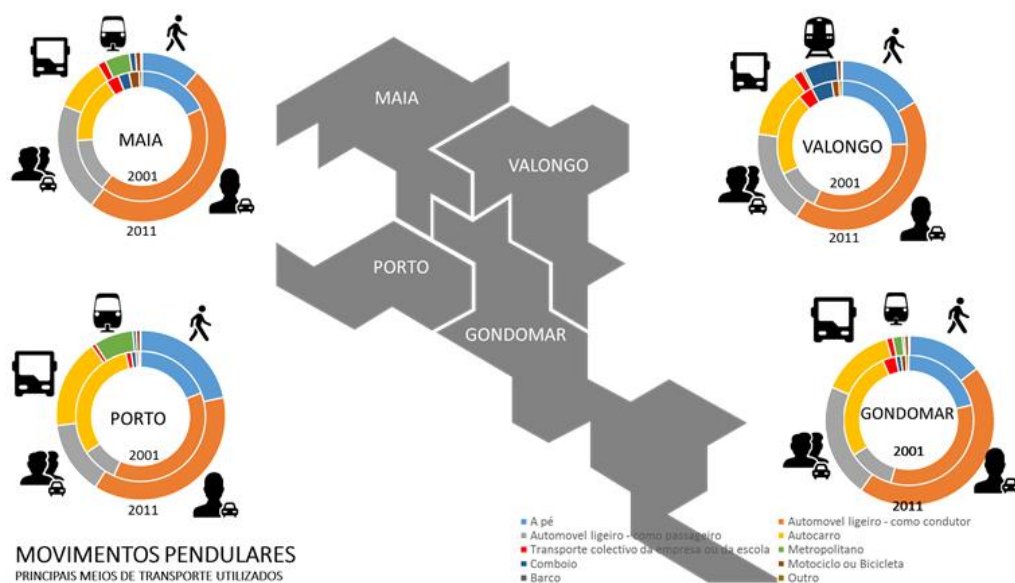 MAIA
2001
2011
MAIA
VALONGO
PORTO
GONDOMAR
VALONGO
2001
2011
PORTO
2001
2011
GONDOMAR
2001
2011
MOVIMENTOS PENDULARES
PRINCIPAIS MEIOS DE TRANSPORTE UTILIZADOS
A pé
Automovel ligeiro - como condutor
Automovel ligeiro - como passageiro
Autocarro
Transporte colectivo da empresa ou da escola
Metropolitano
Comboio
Motociclo ou Bicicleta
Barco
Outro